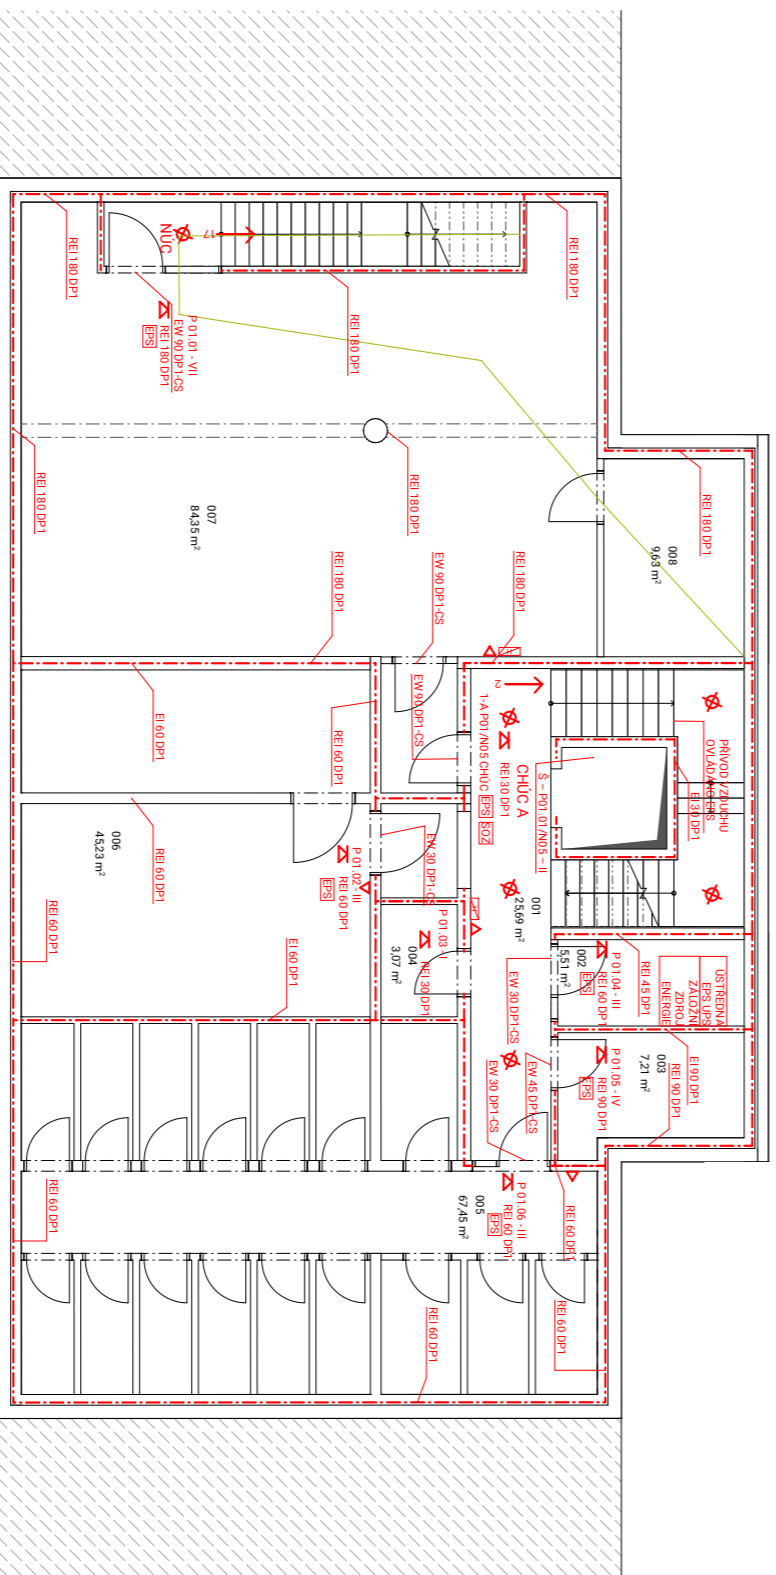 REI 180 DP1
NÚC
17
P 01.01 - VII
EW 90 DP1-CS
REI 180 DP1
EPS
REI 180 DP1
REI 180 DP1
REI 180 DP1
REI 180 DP1
REI 180 DP1
007
84,35 m²
008
9,63 m²
REI 180 DP1
EW 90 DP1-CS
REI 180 DP1
EI 60 DP1
REI 60 DP1
EW 90 DP1-CS
2
CHÚC A
REI 30 DP1
1-A P01/N05 CHÚC EPS SOZ
Š – P01.01/N05 – II
PŘÍVOD VZDUCHU
OVLÁDÁNO EPS
EI 30 DP1
REI 60 DP1
006
45,23 m²
P 01.02 - III
REI 60 DP1
EPS
EW 30 DP1-CS
REI 60 DP1
EI 60 DP1
P 01.03 - I
REI 30 DP1
004
3,07 m²
001
25,69 m²
EW 30 DP1-CS
002
5,51 m²
P 01.04 - III
REI 60 DP1
EPS
REI 45 DP1
ÚSTŘEDNA
EPS UPS
ZÁLOŽNÍ
ZDROJ
ENERGIE
003
7,21 m²
P 01.05 - IV
REI 90 DP1
EPS
EI 90 DP1
REI 90 DP1
EW 45 DP1-CS
EW 30 DP1-CS
P 01.06 - III
REI 60 DP1
EPS
005
67,45 m²
REI 60 DP1
REI 60 DP1
REI 60 DP1
REI 60 DP1